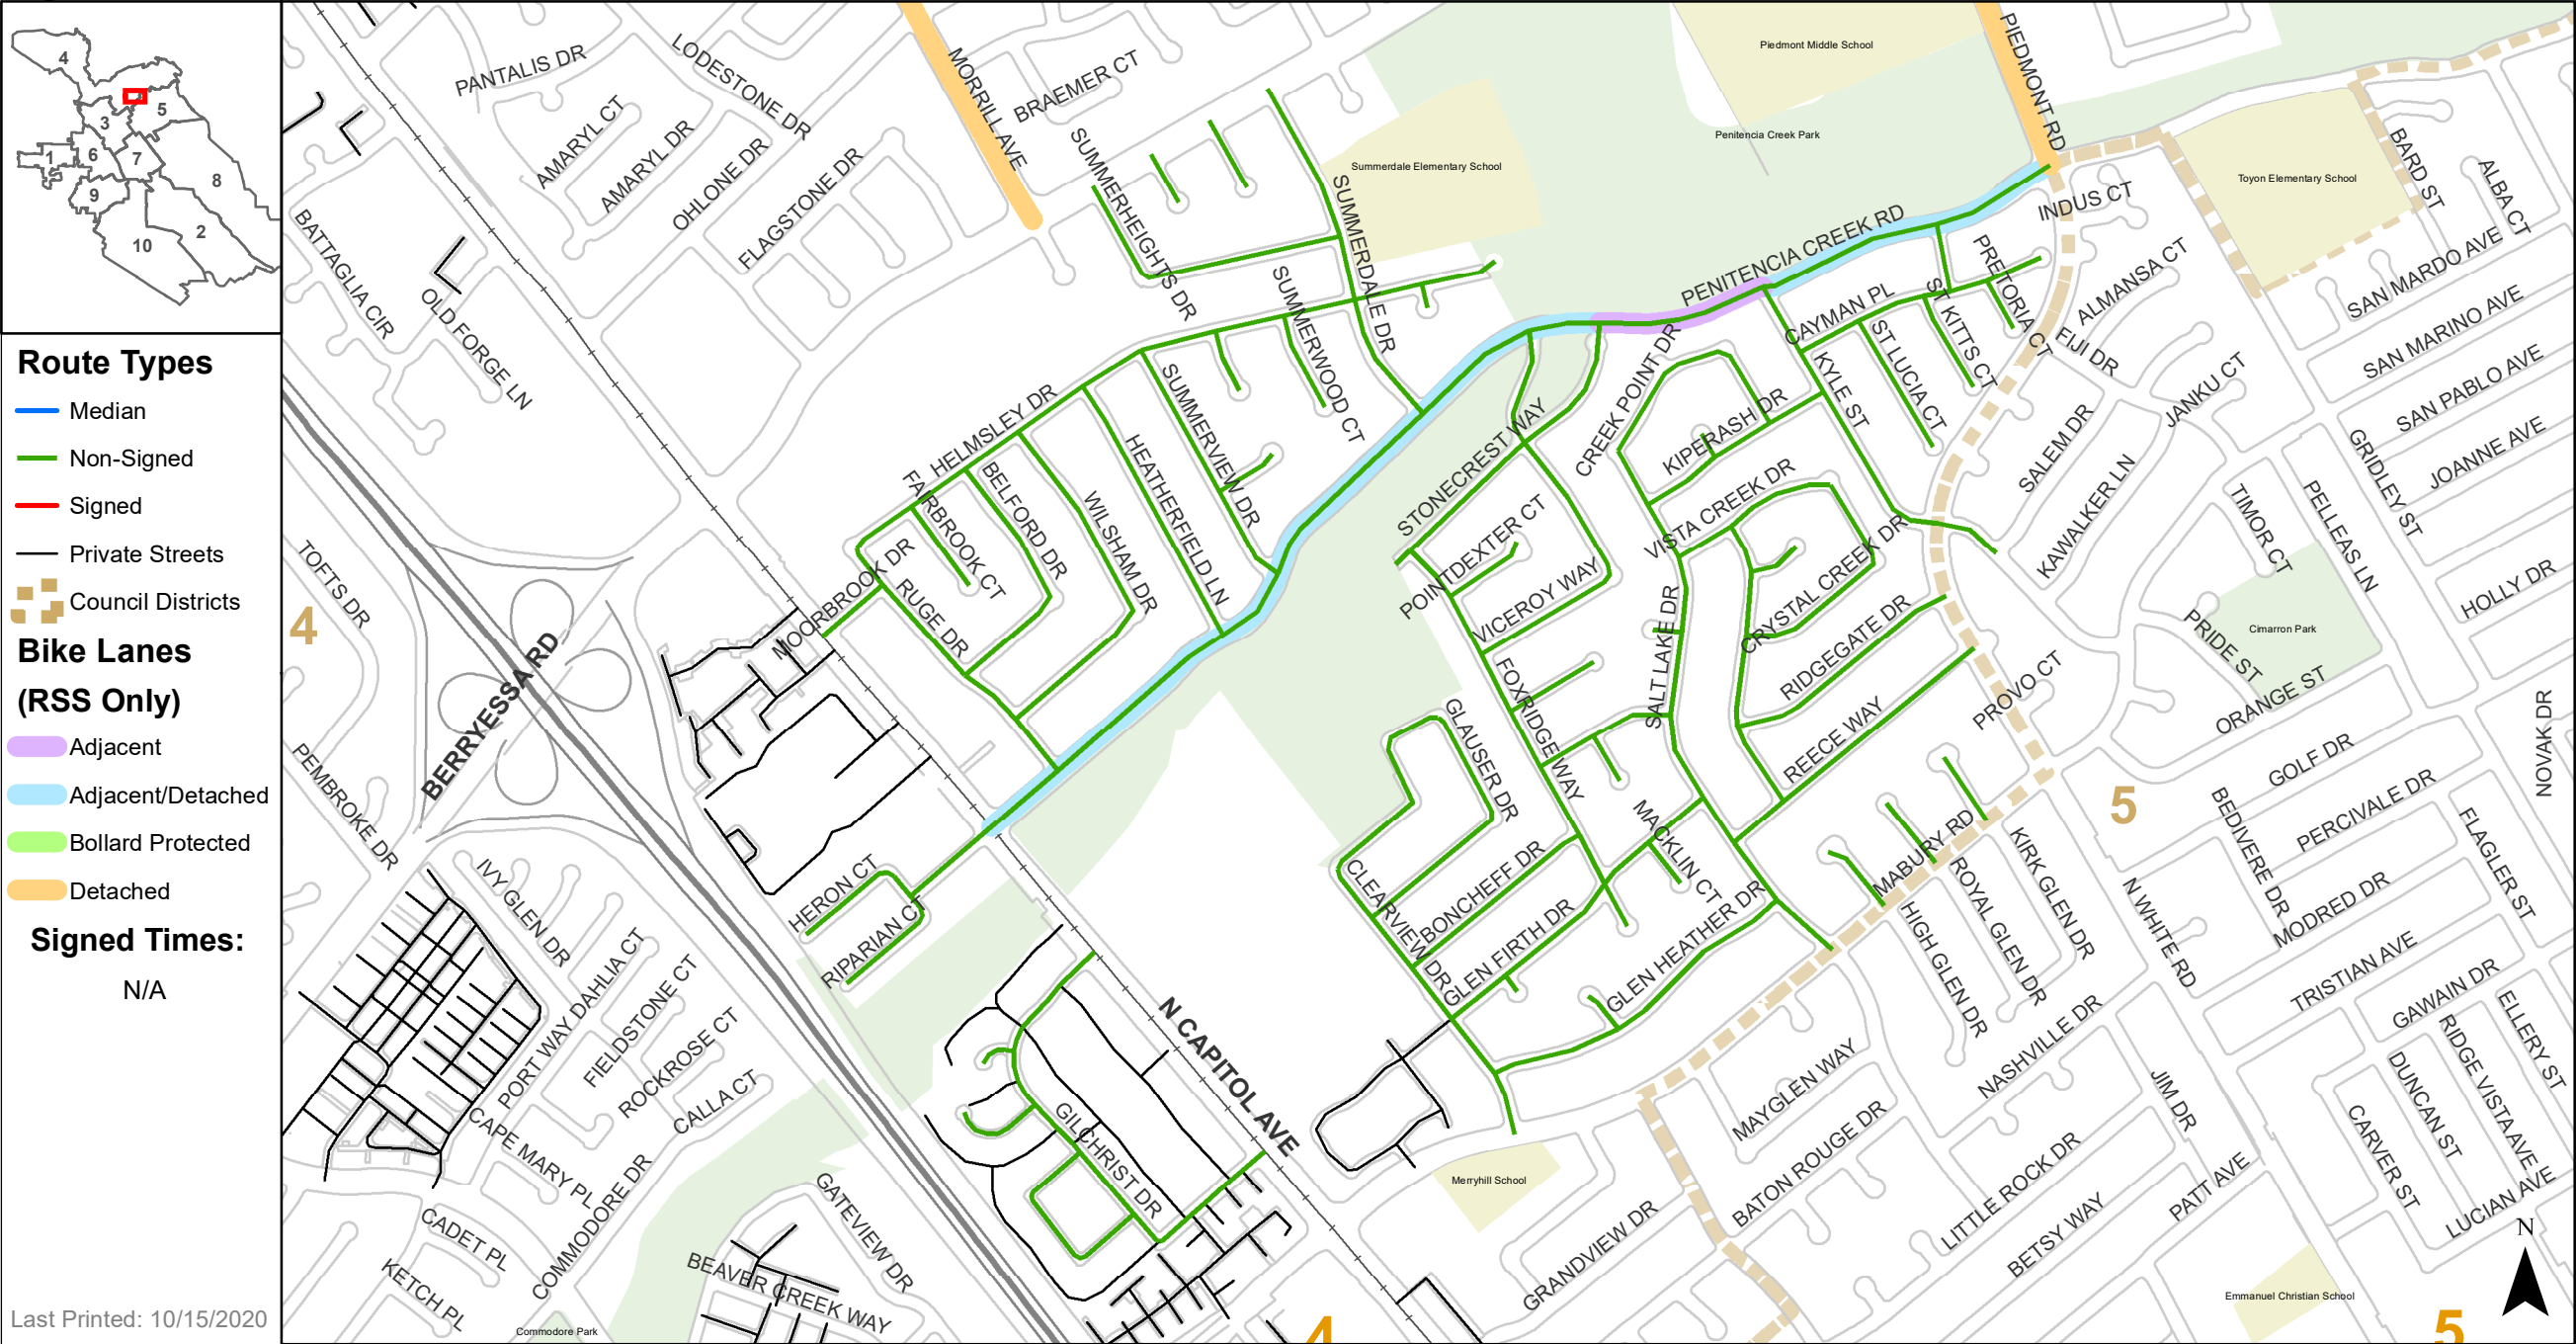 4
5
3
1
6
7
8
9
2
10
Route Types
Median
Non-Signed
Signed
Private Streets
Council Districts
Bike Lanes
(RSS Only)
Adjacent
Adjacent/Detached
Bollard Protected
Detached
Signed Times:
N/A
Last Printed: 10/15/2020
PANTALIS DR
LODESTONE DR
AMARYL CT
AMARYL DR
OHLONE DR
FLAGSTONE DR
MORRILL AVE
BRAEMER CT
SUMMERHEIGHTS DR
SUMMERDALE DR
Summerdale Elementary School
Piedmont Middle School
Penitencia Creek Park
PIEDMONT RD
Toyon Elementary School
BARD ST
ALBA CT
INDUS CT
PENITENCIA CREEK RD
PRETORIA CT
ALMANSA CT
SAN MARDO AVE
SAN MARINO AVE
SAN PABLO AVE
JOANNE AVE
BATTAGLIA CIR
OLD FORGE LN
SUMMERWOOD CT
CAYMAN PL
ST KITTS CT
ST LUCIA CT
KYLE ST
FIJI DR
JANKU CT
SALEM DR
KAWALKER LN
GRIDLEY ST
PELLEAS LN
TIMOR CT
HOLLY DR
HELMSLEY DR
FAIRBROOK CT
BELFORD DR
WILSHAM DR
HEATHERFIELD LN
SUMMERVIEW DR
CREEK POINT DR
KIPERASH DR
STONECREST WAY
VISTA CREEK DR
POINTDEXTER CT
VICEROY WAY
CRYSTAL CREEK DR
RIDGEGATE DR
SALT LAKE DR
MOORBROOK DR
RUGE DR
TOFTS DR
4
BERRYESSA RD
PEMBROKE DR
FOXRIDGE WAY
GLAUSER DR
REECE WAY
PROVO CT
PRIDE ST
Cimarron Park
ORANGE ST
GOLF DR
NOVAK DR
5
PERCIVALE DR
BEDIVERE DR
MODRED DR
FLAGLER ST
MACKLIN CT
MABURY RD
KIRK GLEN DR
ROYAL GLEN DR
HIGH GLEN DR
N WHITE RD
CLEARVIEW DR
BONCHEFF DR
GLEN FIRTH DR
GLEN HEATHER DR
HERON CT
RIPARIAN CT
IVY GLEN DR
DAHLIA CT
PORT WAY
FIELDSTONE CT
ROCKROSE CT
CALLA CT
CAPE MARY PL
CADET PL
KETCH PL
COMMODORE DR
Commodore Park
GATEVIEW DR
BEAVER CREEK WAY
GILCHRIST DR
N CAPITOL AVE
Merryhill School
TRISTIAN AVE
GAWAIN DR
ELLERY ST
RIDGE VISTA AVE
DUNCAN ST
CARVER ST
LUCIAN AVE
NASHVILLE DR
JIM DR
MAYGLEN WAY
BATON ROUGE DR
LITTLE ROCK DR
BETSY WAY
PATT AVE
GRANDVIEW DR
Emmanuel Christian School
4
5
N